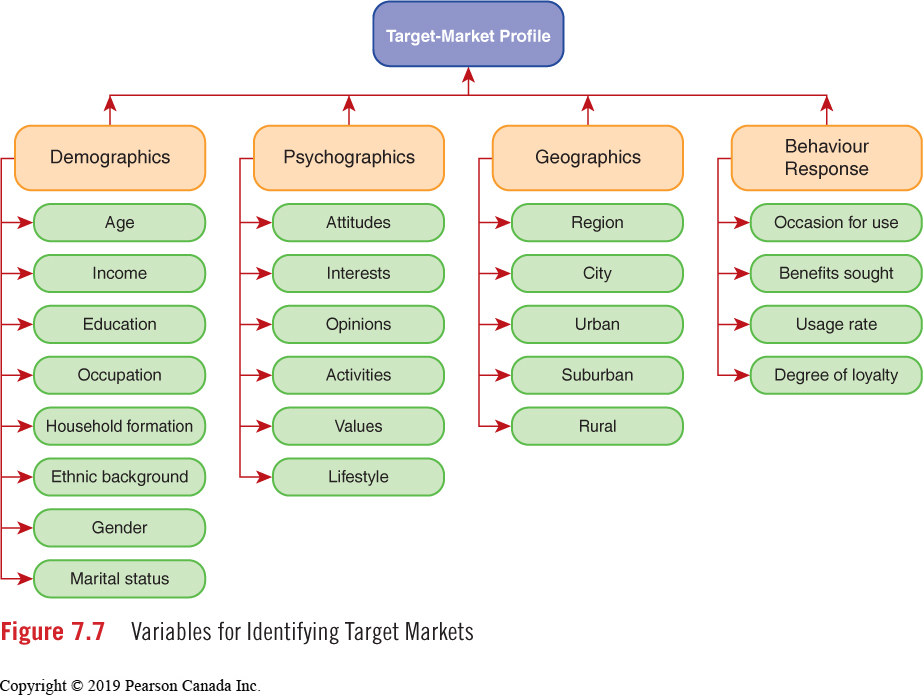 Target-Market Profile
Demographics
Age
Income
Education
Occupation
Household formation
Ethnic background
Gender
Marital status
Psychographics
Attitudes
Interests
Opinions
Activities
Values
Lifestyle
Geographics
Region
City
Urban
Suburban
Rural
Behaviour
Response
Occasion for use
Benefits sought
Usage rate
Degree of loyalty
Figure 7.7 Variables for Identifying Target Markets
Copyright © 2019 Pearson Canada Inc.